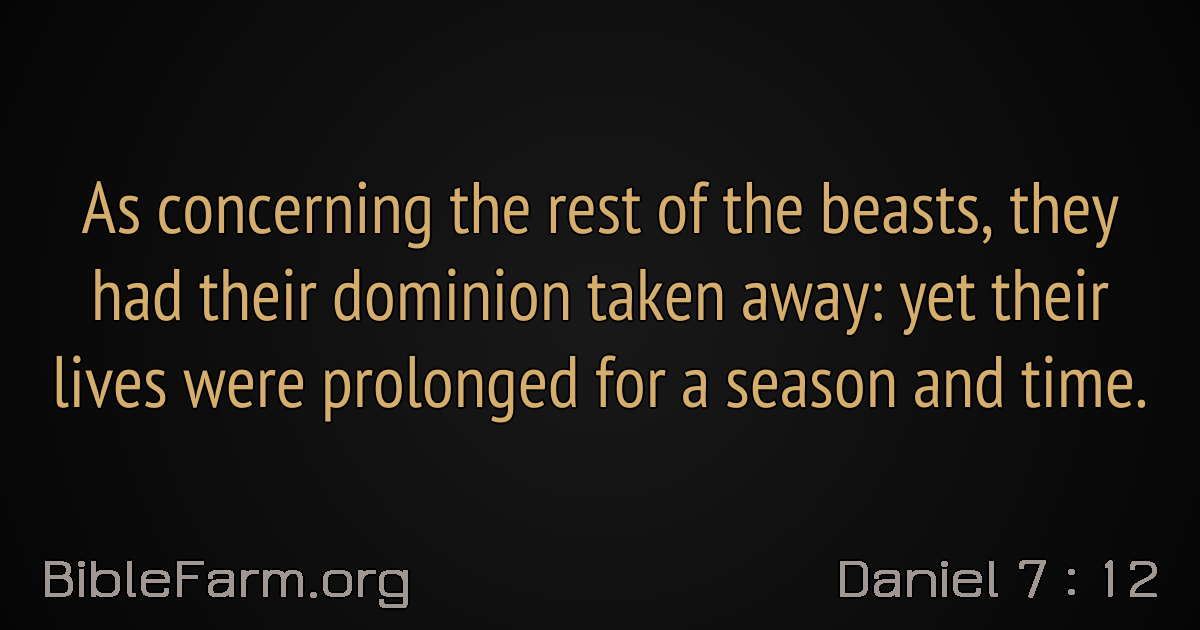 As concerning the rest of the beasts, they
had their dominion taken away: yet their
lives were prolonged for a season and time.
BibleFarm.org
Daniel 7 : 12